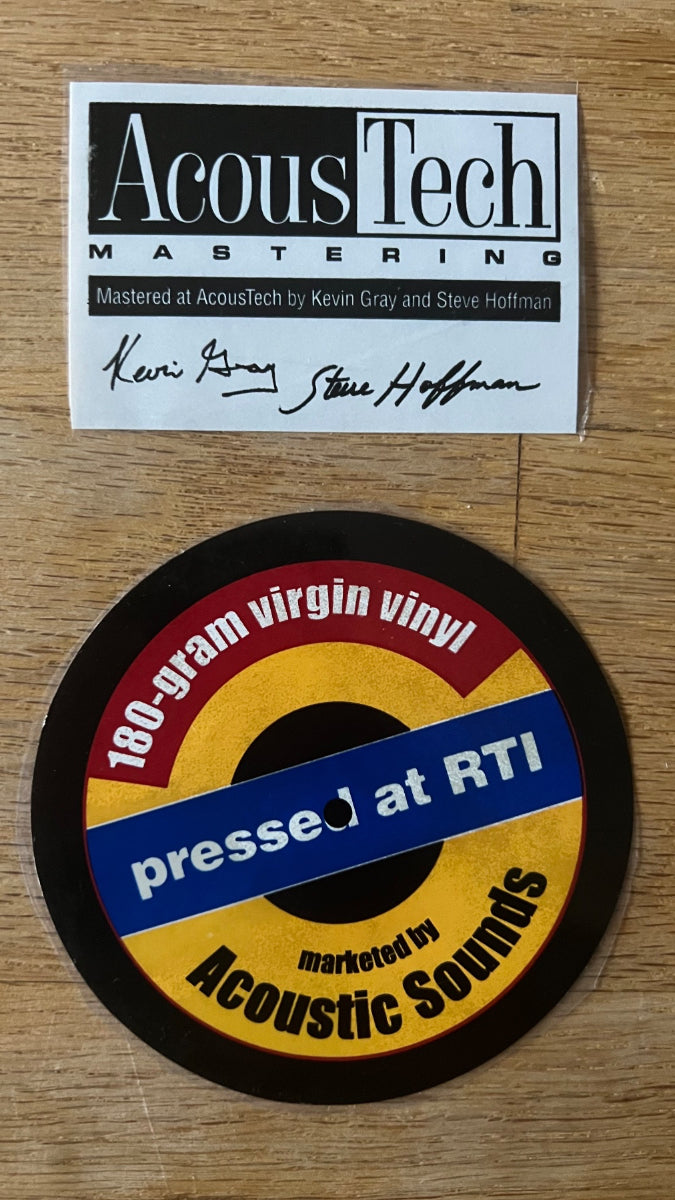 AcousTech
MASTERING
Mastered at AcousTech by Kevin Gray and Steve Hoffman
Kevin Gray Steve Hoffman
180-gram virgin vinyl
pressed at RTI
marketed by
Acoustic Sounds